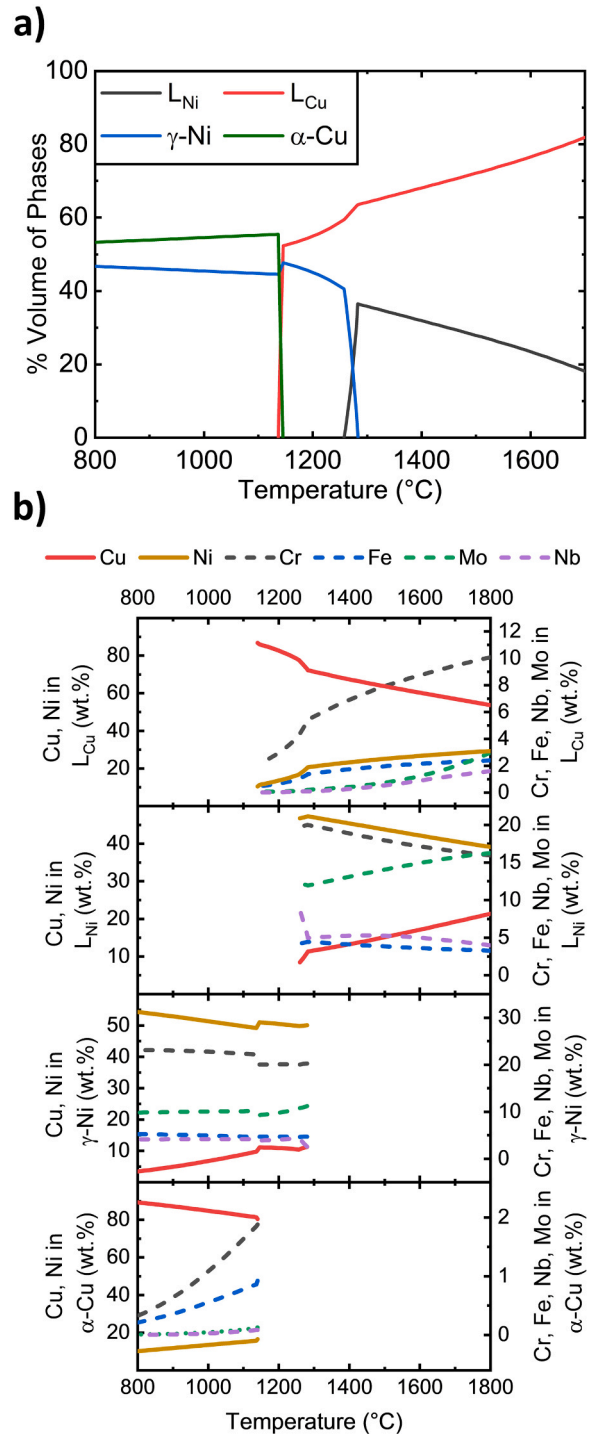 a)
100
80
60
40
20
0
% Volume of Phases
L_Ni L_Cu
γ-Ni α-Cu
800 1000 1200 1400 1600
Temperature (°C)
b)
Cu Ni Cr Fe Mo Nb
800 1000 1200 1400 1600 1800
Cu, Ni in
L_Cu (wt.%)
80
60
40
20
12
10
8
6
4
2
0
Cr, Fe, Nb, Mo in
L_Cu (wt.%)
Cu, Ni in
L_Ni (wt.%)
40
30
20
10
20
15
10
5
0
Cr, Fe, Nb, Mo in
L_Ni (wt.%)
Cu, Ni in
γ-Ni (wt.%)
50
40
30
20
10
30
20
10
0
Cr, Fe, Nb, Mo in
γ-Ni (wt.%)
Cu, Ni in
α-Cu (wt.%)
80
60
40
20
2
1
0
Cr, Fe, Nb, Mo in
α-Cu (wt.%)
800 1000 1200 1400 1600 1800
Temperature (°C)